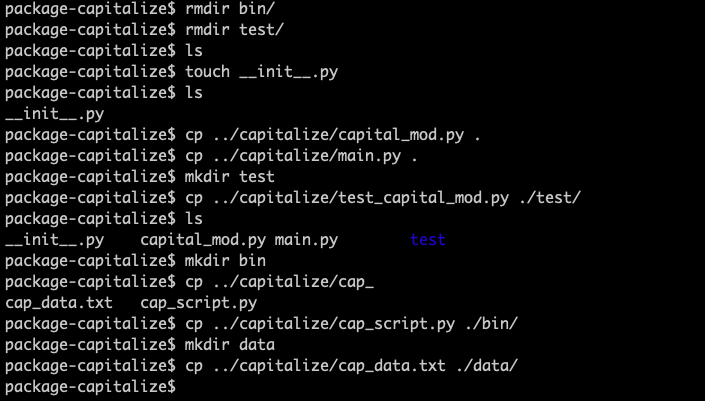 package-capitalize$ rmdir bin/
package-capitalize$ rmdir test/
package-capitalize$ ls
package-capitalize$ touch __init__.py
package-capitalize$ ls
__init__.py
package-capitalize$ cp ../capitalize/capital_mod.py .
package-capitalize$ cp ../capitalize/main.py .
package-capitalize$ mkdir test
package-capitalize$ cp ../capitalize/test_capital_mod.py ./test/
package-capitalize$ ls
__init__.py    capital_mod.py main.py        test
package-capitalize$ mkdir bin
package-capitalize$ cp ../capitalize/cap_
cap_data.txt   cap_script.py
package-capitalize$ cp ../capitalize/cap_script.py ./bin/
package-capitalize$ mkdir data
package-capitalize$ cp ../capitalize/cap_data.txt ./data/
package-capitalize$